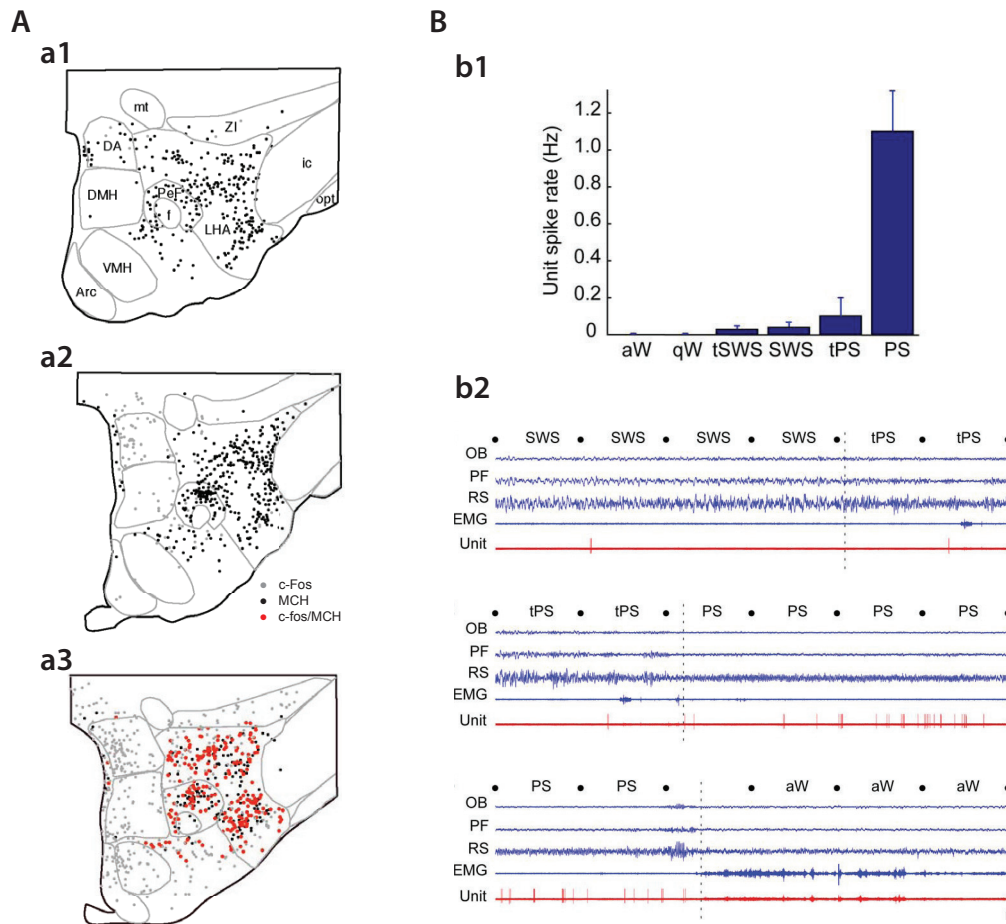 A
a1
mt
ZI
DA
ic
DMH
PeF
opt
f
LHA
VMH
Arc
a2
c-Fos
MCH
c-fos/MCH
a3
B
b1
Unit spike rate (Hz)
1.2
1.0
0.8
0.6
0.4
0.2
0
aW qW tSWS SWS tPS PS
b2
SWS SWS SWS SWS tPS tPS
OB
PF
RS
EMG
Unit
tPS tPS PS PS PS PS
OB
PF
RS
EMG
Unit
PS PS aW aW aW
OB
PF
RS
EMG
Unit